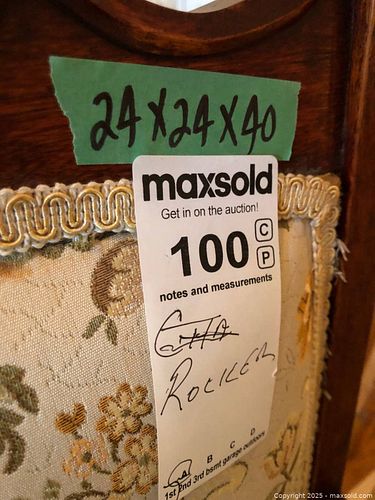 24x24x40
maxsold
Get in on the auction!
100 C P
notes and measurements
ROCKER
A B C D
1st 2nd 3rd bsmt garage outdoors
Copyright 2025 - maxsold.com